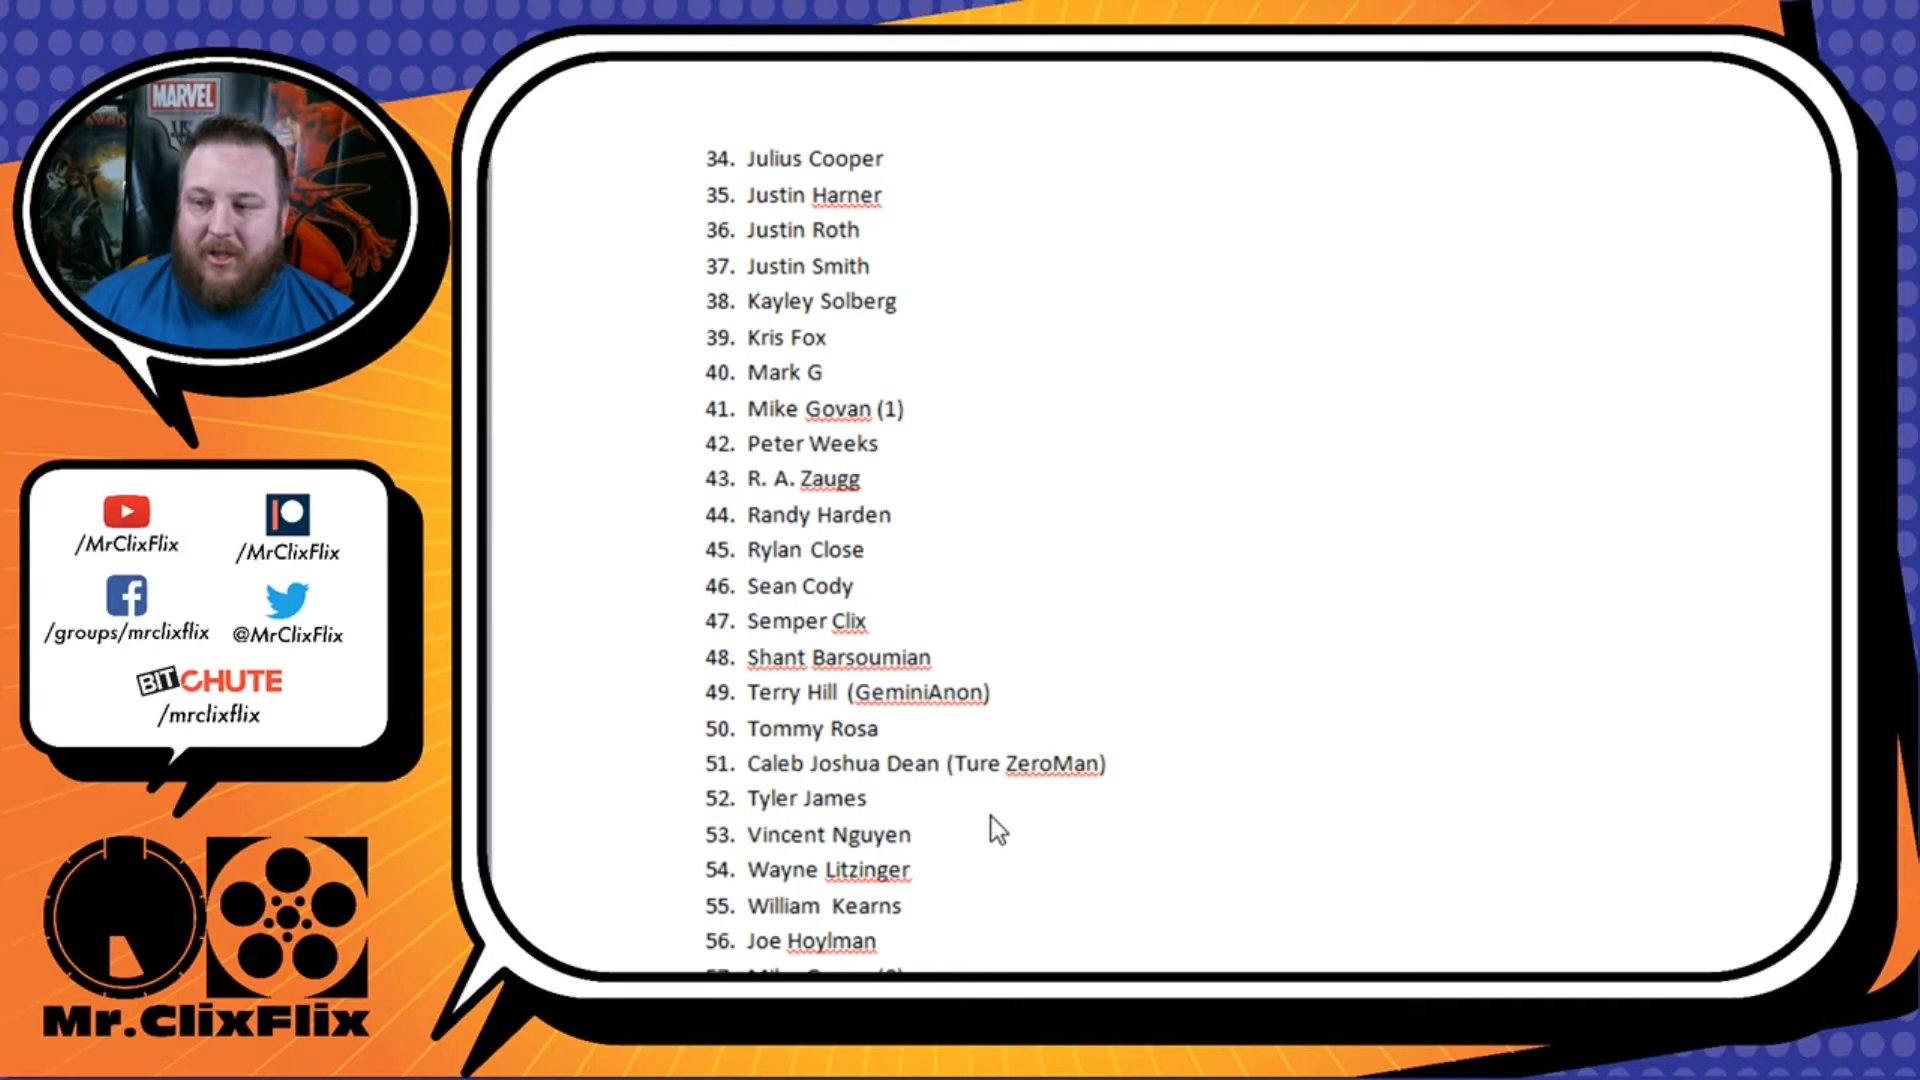 MARVEL
34. Julius Cooper
35. Justin Harner
36. Justin Roth
37. Justin Smith
38. Kayley Solberg
39. Kris Fox
40. Mark G
41. Mike Govan (1)
42. Peter Weeks
43. R. A. Zaugg
44. Randy Harden
45. Rylan Close
46. Sean Cody
47. Semper Clix
48. Shant Barsoumian
49. Terry Hill (GeminiAnon)
50. Tommy Rosa
51. Caleb Joshua Dean (Ture ZeroMan)
52. Tyler James
53. Vincent Nguyen
54. Wayne Litzinger
55. William Kearns
56. Joe Hoylman
/MrClixFlix
/MrClixFlix
/groups/mrclixflix
@MrClixFlix
BITCHUTE
/mrclixflix
Mr.ClixFlix